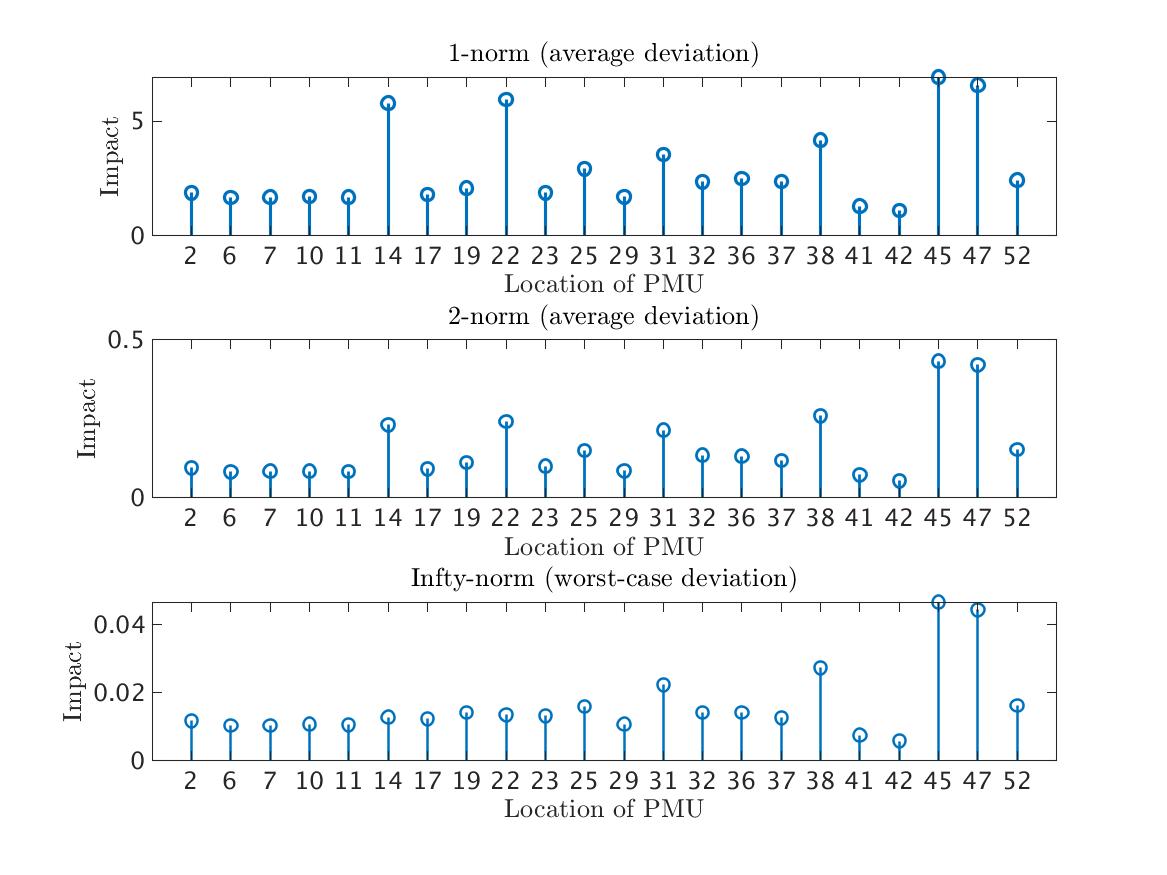 1-norm (average deviation)
Impact
5
0
2 6 7 10 11 14 17 19 22 23 25 29 31 32 36 37 38 41 42 45 47 52
Location of PMU
2-norm (average deviation)
Impact
0.5
0
2 6 7 10 11 14 17 19 22 23 25 29 31 32 36 37 38 41 42 45 47 52
Location of PMU
Infty-norm (worst-case deviation)
Impact
0.04
0.02
0
2 6 7 10 11 14 17 19 22 23 25 29 31 32 36 37 38 41 42 45 47 52
Location of PMU